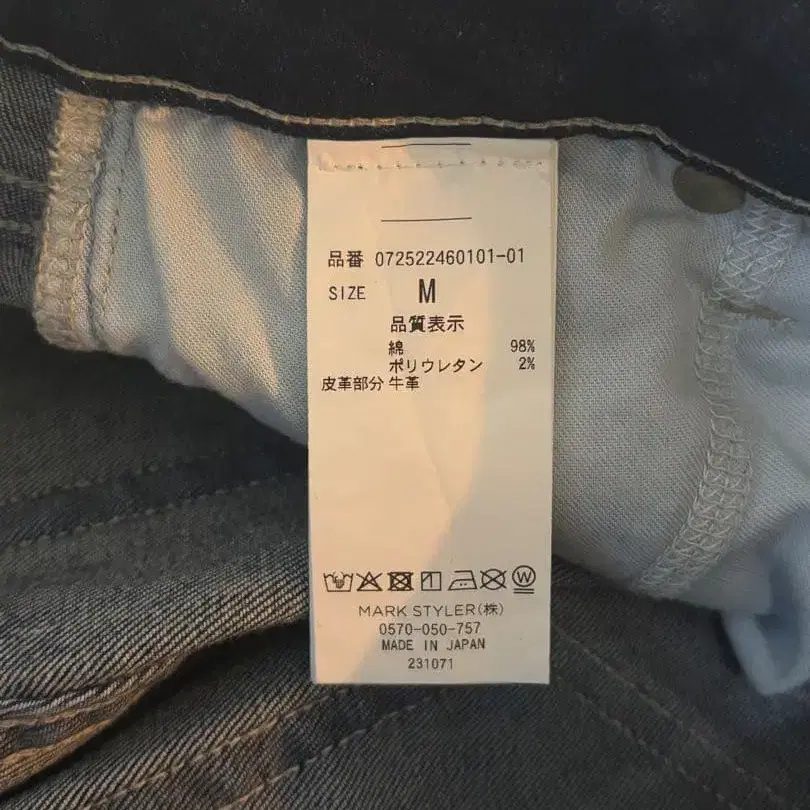 品番 072522460101-01
SIZE M
品質表示
綿 98%
ポリウレタン 2%
皮革部分 牛革
W
MARK STYLER(株)
0570-050-757
MADE IN JAPAN
231071